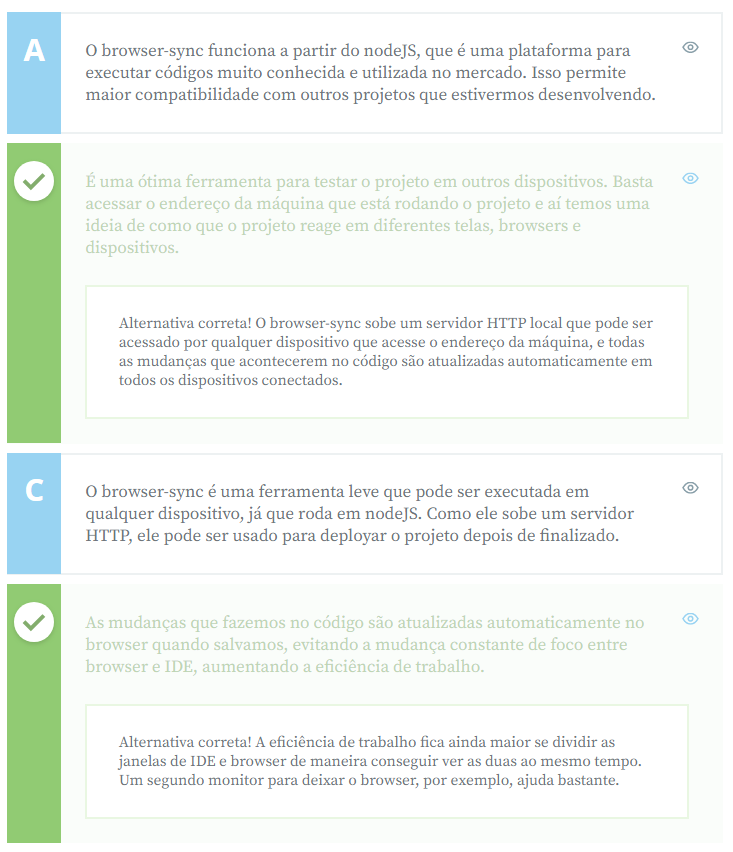 A
O browser-sync funciona a partir do nodeJS, que é uma plataforma para
executar códigos muito conhecida e utilizada no mercado. Isso permite
maior compatibilidade com outros projetos que estivermos desenvolvendo.
É uma ótima ferramenta para testar o projeto em outros dispositivos. Basta
acessar o endereço da máquina que está rodando o projeto e aí temos uma
ideia de como que o projeto reage em diferentes telas, browsers e
dispositivos.
Alternativa correta! O browser-sync sobe um servidor HTTP local que pode ser
acessado por qualquer dispositivo que acesse o endereço da máquina, e todas
as mudanças que acontecerem no código são atualizadas automaticamente em
todos os dispositivos conectados.
C
O browser-sync é uma ferramenta leve que pode ser executada em
qualquer dispositivo, já que roda em nodeJS. Como ele sobe um servidor
HTTP, ele pode ser usado para deployar o projeto depois de finalizado.
As mudanças que fazemos no código são atualizadas automaticamente no
browser quando salvamos, evitando a mudança constante de foco entre
browser e IDE, aumentando a eficiência de trabalho.
Alternativa correta! A eficiência de trabalho fica ainda maior se dividir as
janelas de IDE e browser de maneira conseguir ver as duas ao mesmo tempo.
Um segundo monitor para deixar o browser, por exemplo, ajuda bastante.